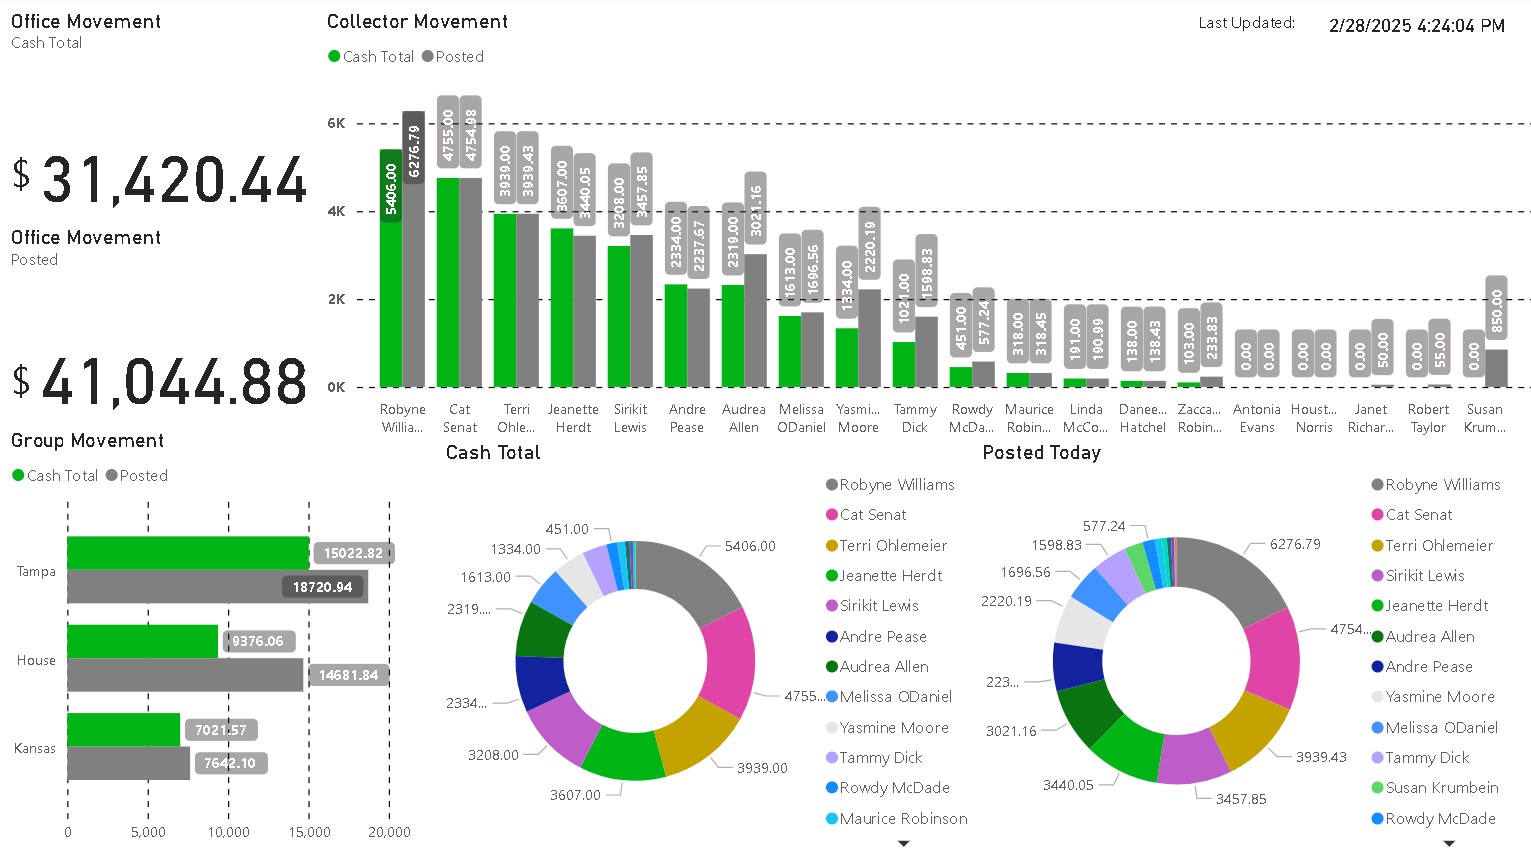 Office Movement
Cash Total
$ 31,420.44
Office Movement
Posted
$ 41,044.88
Collector Movement
Cash Total Posted
Last Updated: 2/28/2025 4:24:04 PM
6K
4K
2K
0K
5406.00 6276.79
4755.00 4754.98
3939.00 3939.43
3607.00 3440.05
3208.00 3457.85
2334.00 2237.67
2319.00 3021.16
1613.00 1696.56
1334.00 2220.19
1021.00 1598.83
451.00 577.24
318.00 318.45
191.00 190.99
138.00 138.43
103.00 233.83
0.00 0.00
0.00 0.00
0.00 50.00
0.00 55.00
0.00 850.00
Robyne Willia...
Cat Senat
Terri Ohle...
Jeanette Herdt
Sirikit Lewis
Andre Pease
Audrea Allen
Melissa ODaniel
Yasmi... Moore
Tammy Dick
Rowdy McDa...
Maurice Robin...
Linda McCo...
Danee... Hatchel
Zacca... Robin...
Antonia Evans
Houst... Norris
Janet Richar...
Robert Taylor
Susan Krum...
Group Movement
Cash Total Posted
Tampa
15022.82
18720.94
House
9376.06
14681.84
Kansas
7021.57
7642.10
0 5,000 10,000 15,000 20,000
Cash Total
451.00
1334.00
1613.00
2319....
2334...
3208.00
3607.00
3939.00
4755...
5406.00
Robyne Williams
Cat Senat
Terri Ohlemeier
Jeanette Herdt
Sirikit Lewis
Andre Pease
Audrea Allen
Melissa ODaniel
Yasmine Moore
Tammy Dick
Rowdy McDade
Maurice Robinson
Posted Today
577.24
1598.83
1696.56
2220.19
223...
3021.16
3440.05
3457.85
3939.43
4754...
6276.79
Robyne Williams
Cat Senat
Terri Ohlemeier
Sirikit Lewis
Jeanette Herdt
Audrea Allen
Andre Pease
Yasmine Moore
Melissa ODaniel
Tammy Dick
Susan Krumbein
Rowdy McDade